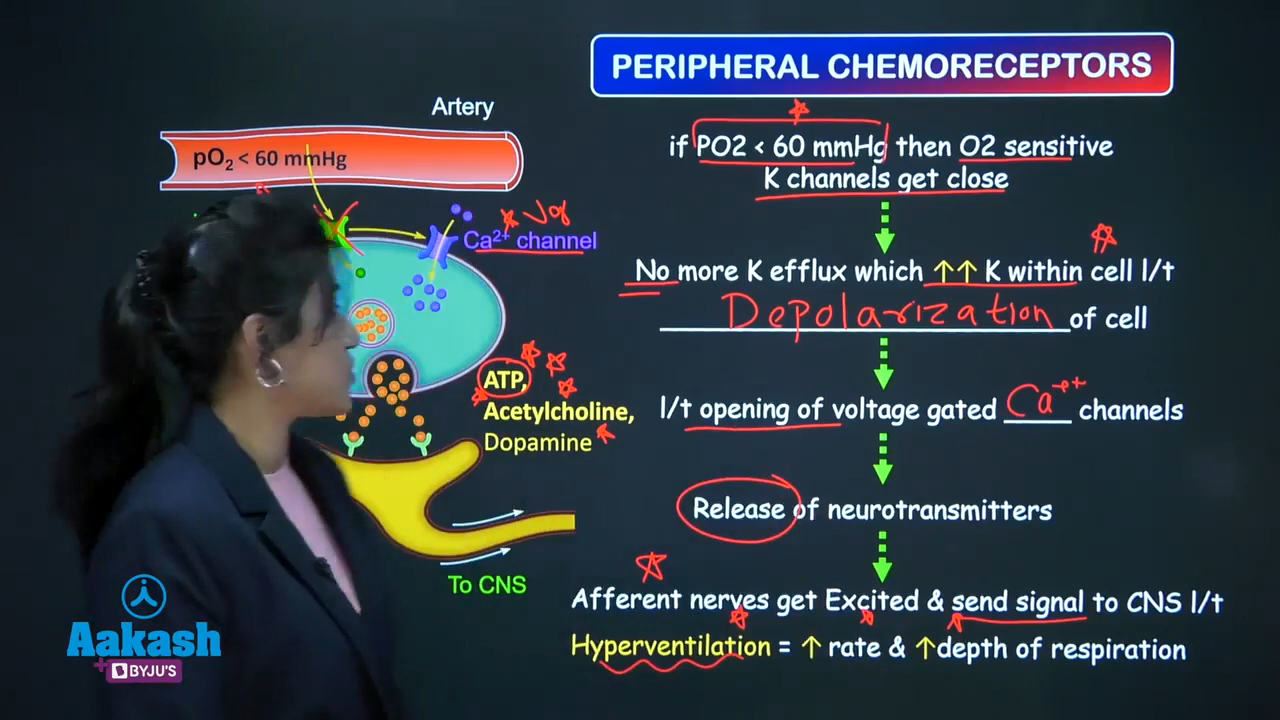 PERIPHERAL CHEMORECEPTORS
Artery
pO2 < 60 mmHg
Ca2+ channel
ATP,
Acetylcholine,
Dopamine
To CNS
if PO2 < 60 mmHg then O2 sensitive
K channels get close
No more K efflux which ↑↑ K within cell l/t
Depolarization of cell
l/t opening of voltage gated Ca++ channels
Release of neurotransmitters
Afferent nerves get Excited & send signal to CNS l/t
Hyperventilation = ↑ rate & ↑depth of respiration
Aakash
BYJU'S